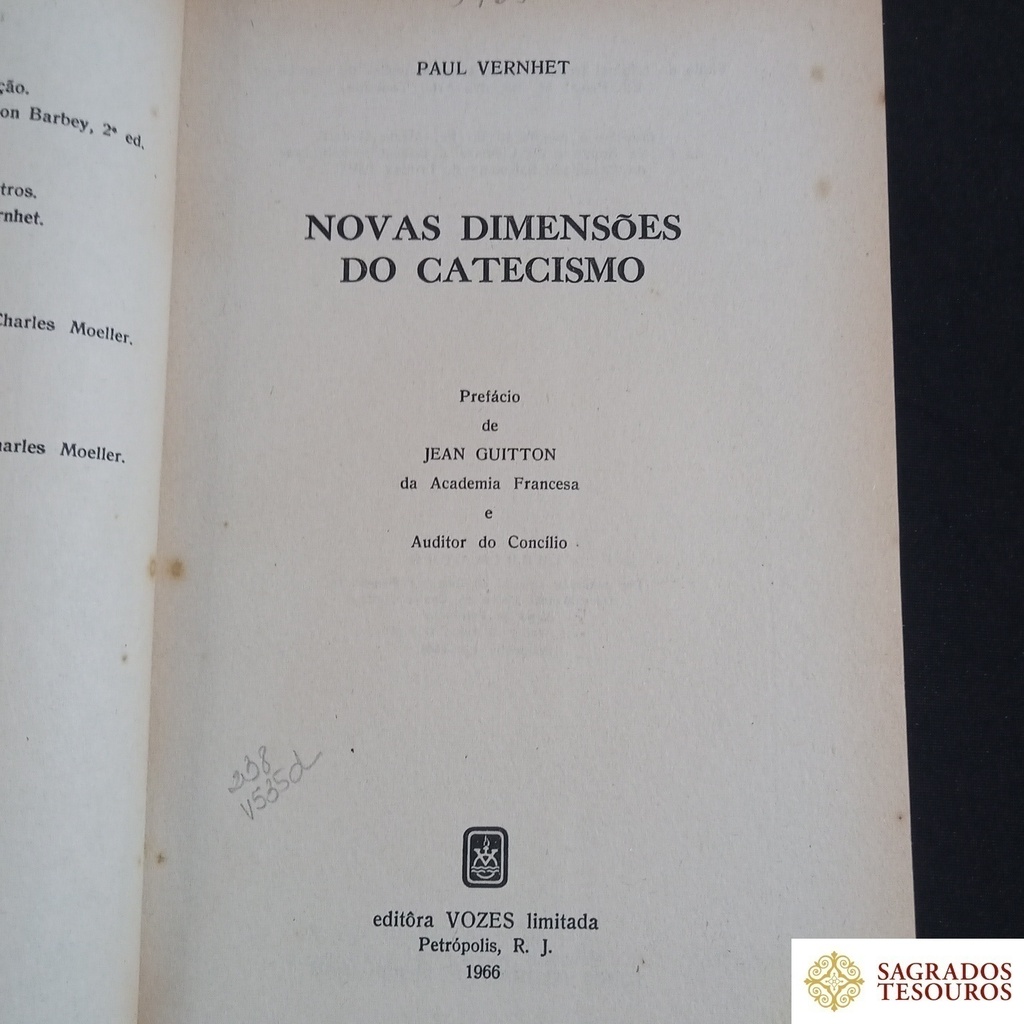 ção.
on Barbey, 2ª ed.
tros.
rnhet.
Charles Moeller.
arles Moeller.
PAUL VERNHET
NOVAS DIMENSÕES
DO CATECISMO
Prefácio
de
JEAN GUITTON
da Academia Francesa
e
Auditor do Concílio
238
V535d
editôra VOZES limitada
Petrópolis, R. J.
1966
SAGRADOS
TESOUROS